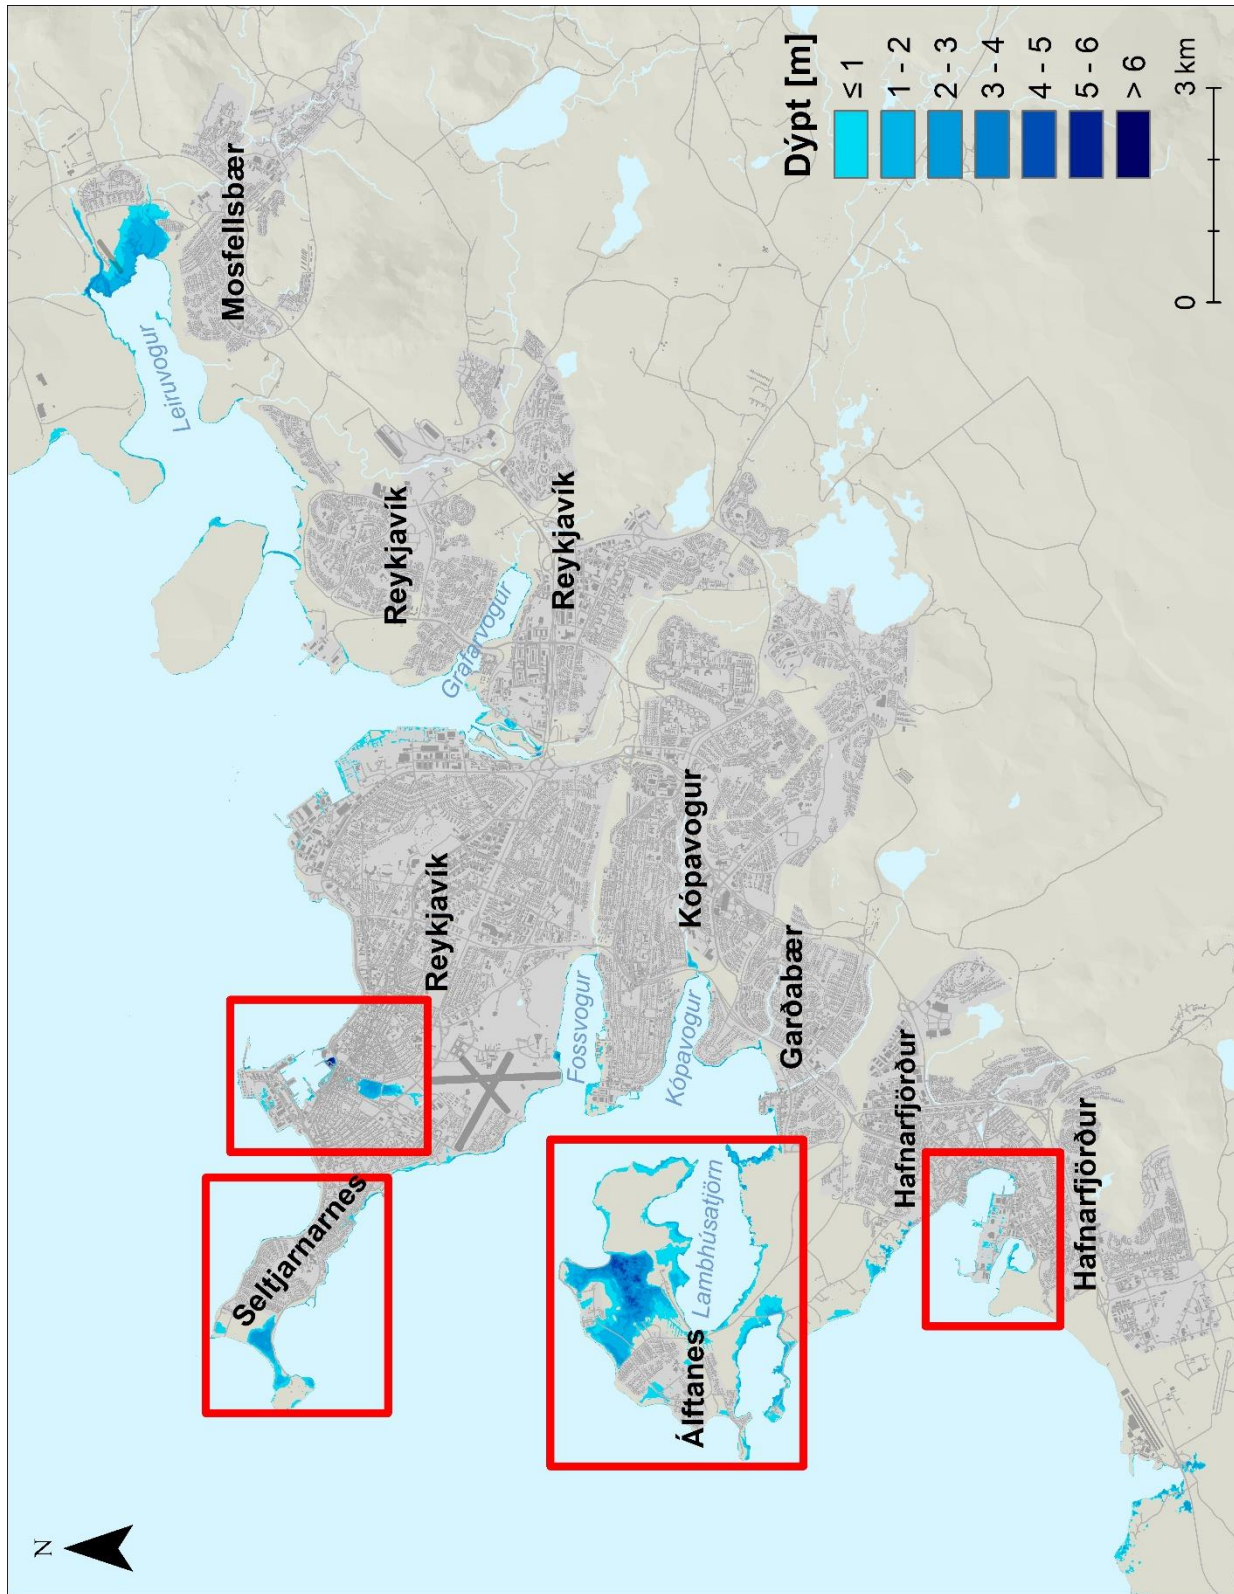 N
Seltjarnarnes
Reykjavík
Reykjavík
Leiruvogur
Mosfellsbær
Grafarvogur
Reykjavík
Fossvogur
Kópavogur
Kópavogur
Álftanes
Lambhúsatjörn
Garðabær
Hafnarfjörður
Hafnarfjörður
Dýpt [m]
≤ 1
1 - 2
2 - 3
3 - 4
4 - 5
5 - 6
> 6
0 3 km